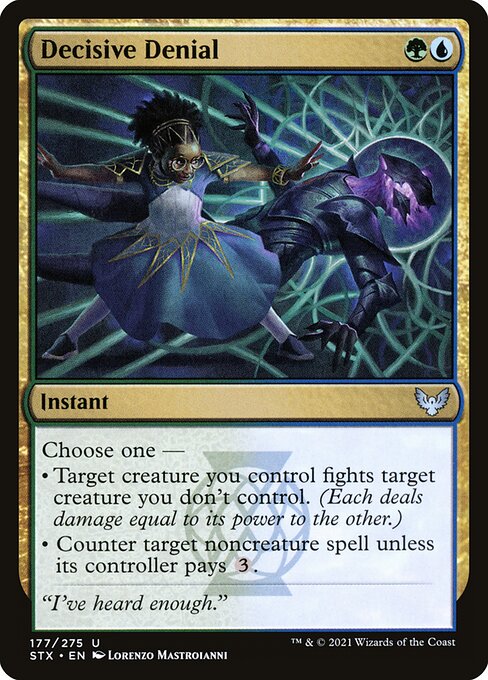 Decisive Denial
Instant
Choose one —
• Target creature you control fights target
creature you don't control. (Each deals
damage equal to its power to the other.)
• Counter target noncreature spell unless
its controller pays 3.
"I've heard enough."
177/275 U
STX • EN Lorenzo Mastroianni
™ & © 2021 Wizards of the Coast